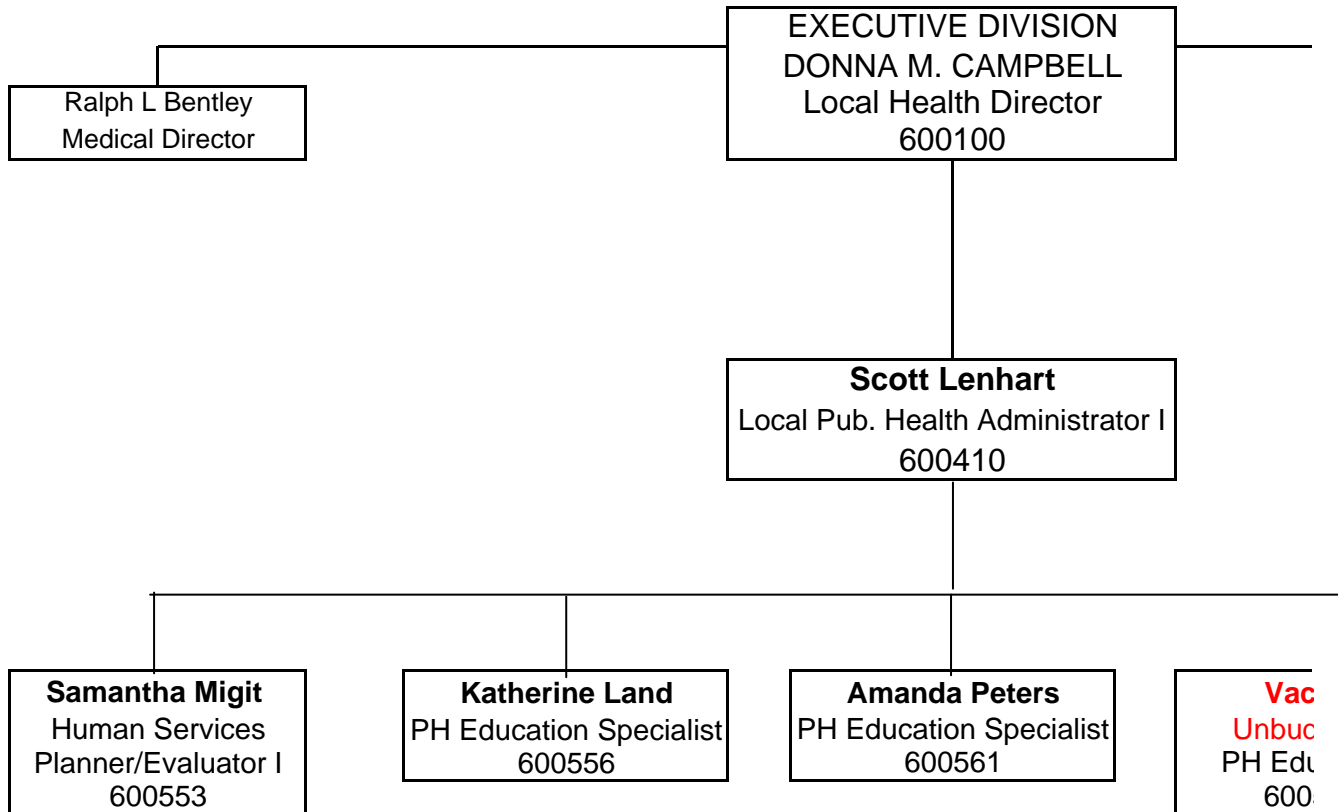 EXECUTIVE DIVISION
DONNA M. CAMPBELL
Local Health Director
600100
Ralph L Bentley
Medical Director
Scott Lenhart
Local Pub. Health Administrator I
600410
Samantha Migit
Human Services
Planner/Evaluator I
600553
Katherine Land
PH Education Specialist
600556
Amanda Peters
PH Education Specialist
600561
PH